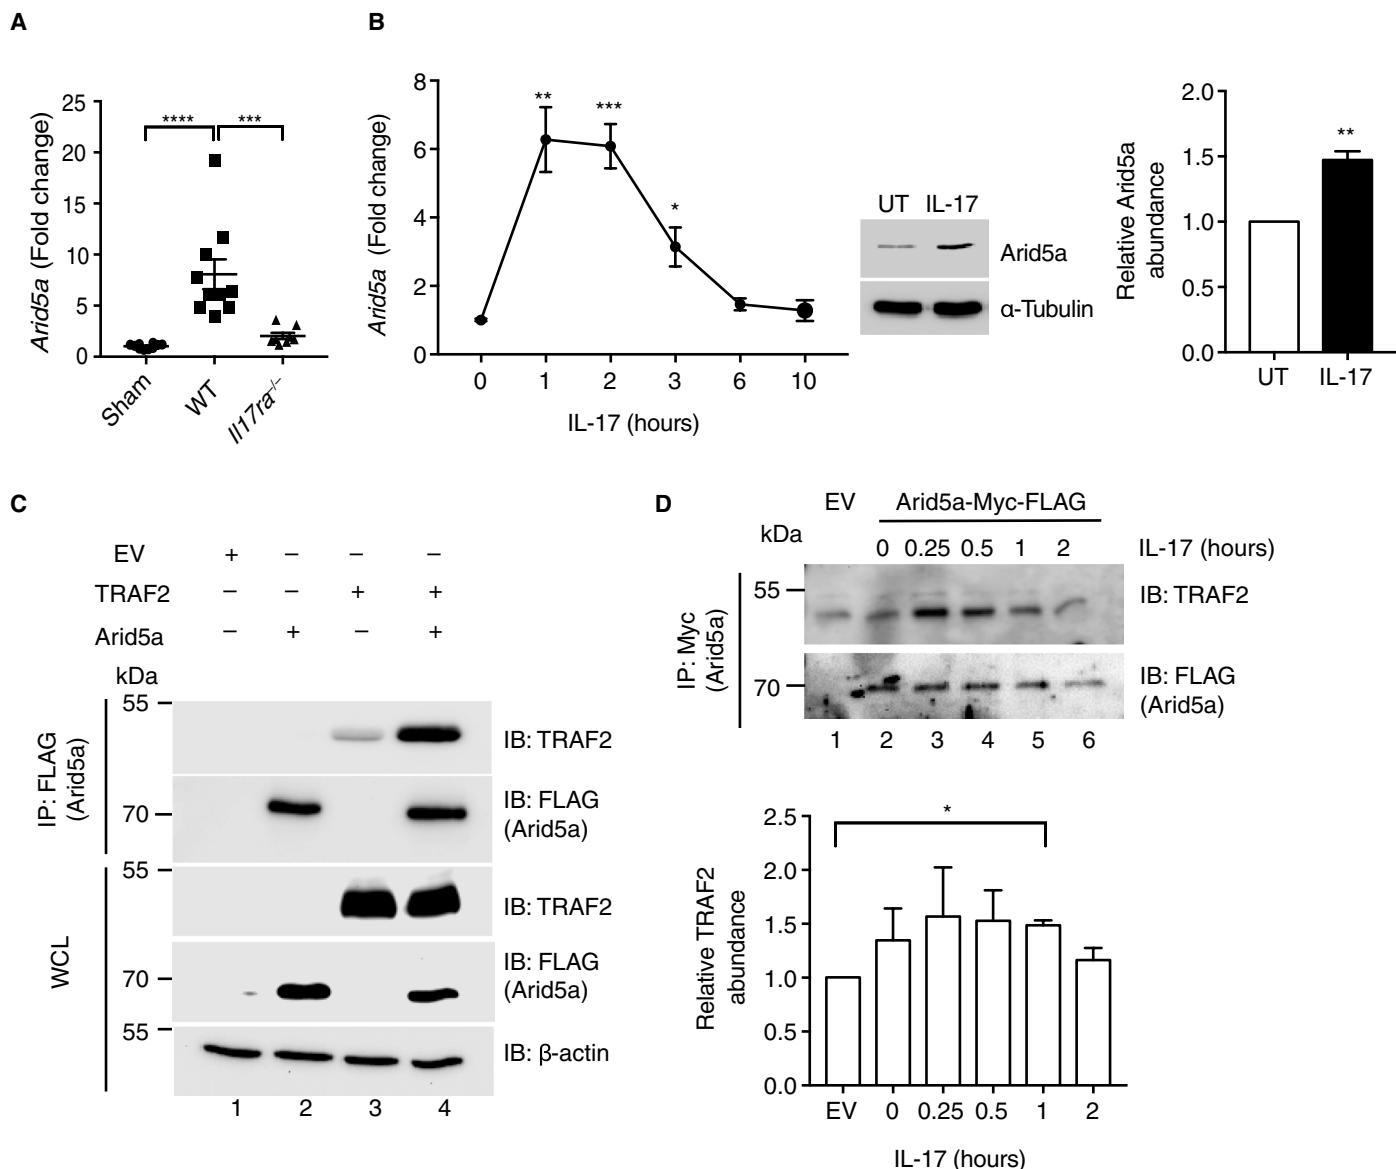 A
Arid5a (Fold change)
25
20
15
10
5
0
**** ***
Sham
WT
Il17ra–/–
B
Arid5a (Fold change)
8
6
4
2
0
**
***
*
0 1 2 3 6 10
IL-17 (hours)
UT IL-17
Arid5a
α-Tubulin
Relative Arid5a
abundance
2.0
1.5
1.0
0.5
0.0
**
UT IL-17
C
EV + – – –
TRAF2 – – + +
Arid5a – + – +
kDa
IP: FLAG
(Arid5a)
55
IB: TRAF2
70
IB: FLAG
(Arid5a)
WCL
55
IB: TRAF2
70
IB: FLAG
(Arid5a)
55
IB: β-actin
1 2 3 4
D
EV Arid5a-Myc-FLAG
kDa
0 0.25 0.5 1 2 IL-17 (hours)
IP: Myc
(Arid5a)
55
IB: TRAF2
70
IB: FLAG
(Arid5a)
1 2 3 4 5 6
Relative TRAF2
abundance
2.5
2.0
1.5
1.0
0.5
0.0
*
EV 0 0.25 0.5 1 2
IL-17 (hours)